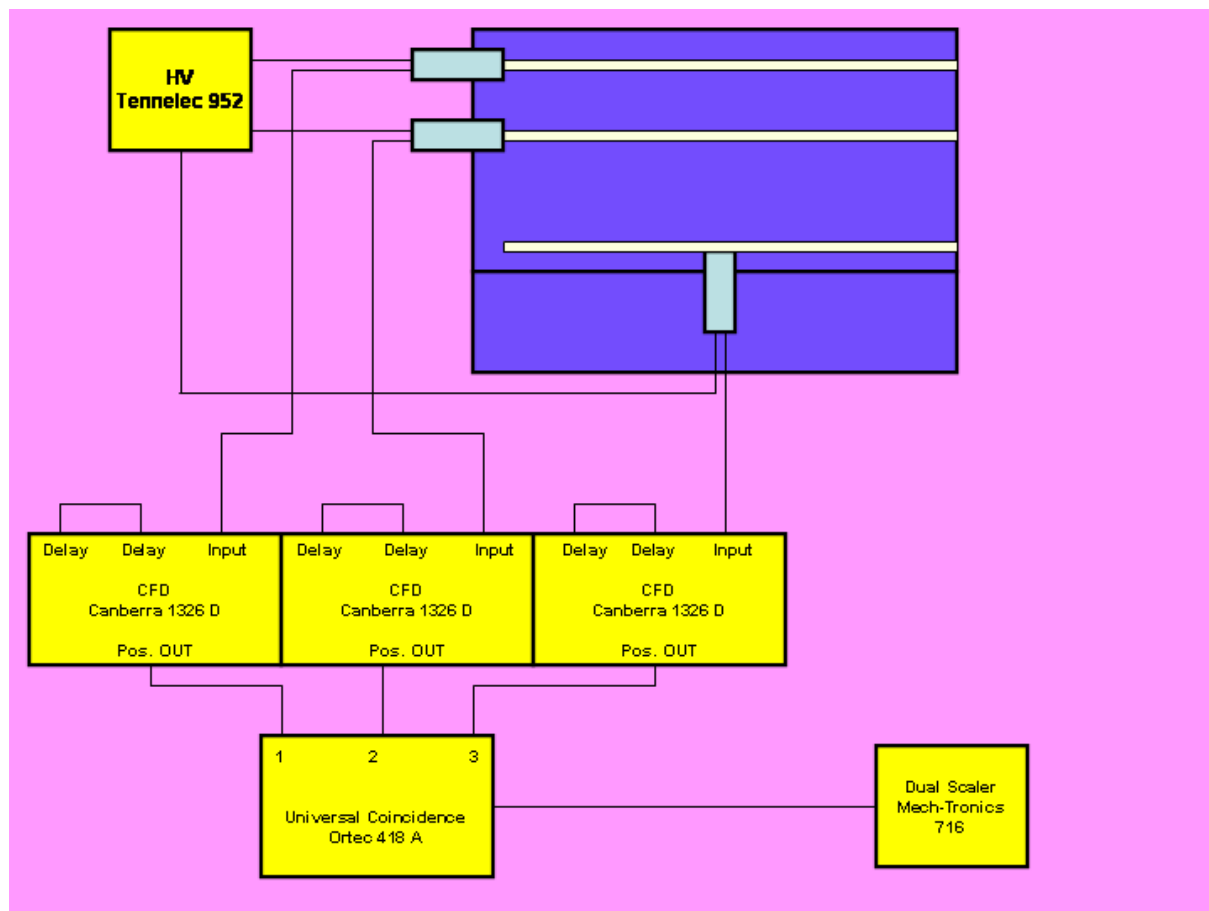 HV
Tennelec 952
Delay Delay Input
Delay Delay Input
Delay Delay Input
CFD
Canberra 1326 D
CFD
Canberra 1326 D
CFD
Canberra 1326 D
Pos. OUT
Pos. OUT
Pos. OUT
1 2 3
Universal Coincidence
Ortec 418 A
Dual Scaler
Mech-Tronics
716